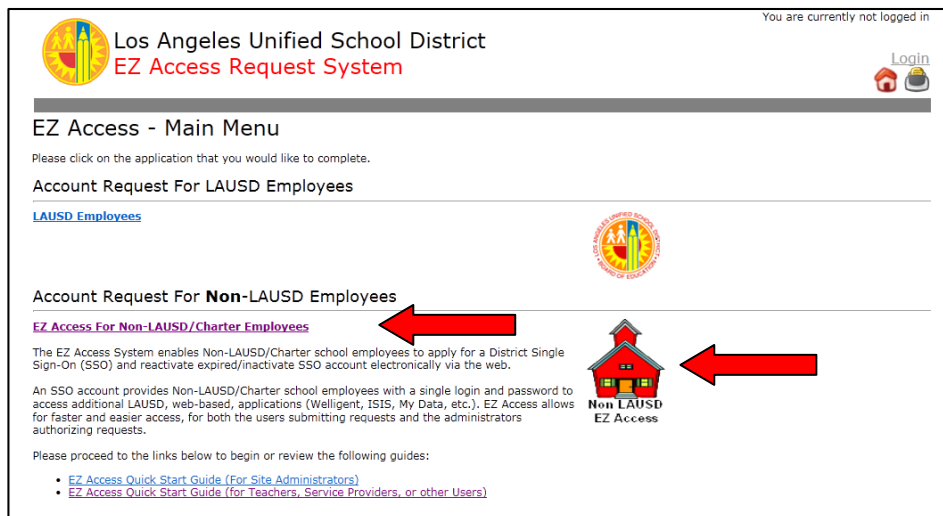 You are currently not logged in
Los Angeles Unified School District
EZ Access Request System
Login
EZ Access - Main Menu
Please click on the application that you would like to complete.
Account Request For LAUSD Employees
LAUSD Employees
LOS ANGELES UNIFIED SCHOOL DISTRICT
BOARD OF EDUCATION
Account Request For Non-LAUSD Employees
EZ Access For Non-LAUSD/Charter Employees
The EZ Access System enables Non-LAUSD/Charter school employees to apply for a District Single
Sign-On (SSO) and reactivate expired/inactivate SSO account electronically via the web.
An SSO account provides Non-LAUSD/Charter school employees with a single login and password to
access additional LAUSD, web-based, applications (Welligent, ISIS, My Data, etc.). EZ Access allows
for faster and easier access, for both the users submitting requests and the administrators
authorizing requests.
Non LAUSD
EZ Access
Please proceed to the links below to begin or review the following guides:
• EZ Access Quick Start Guide (For Site Administrators)
• EZ Access Quick Start Guide (for Teachers, Service Providers, or other Users)